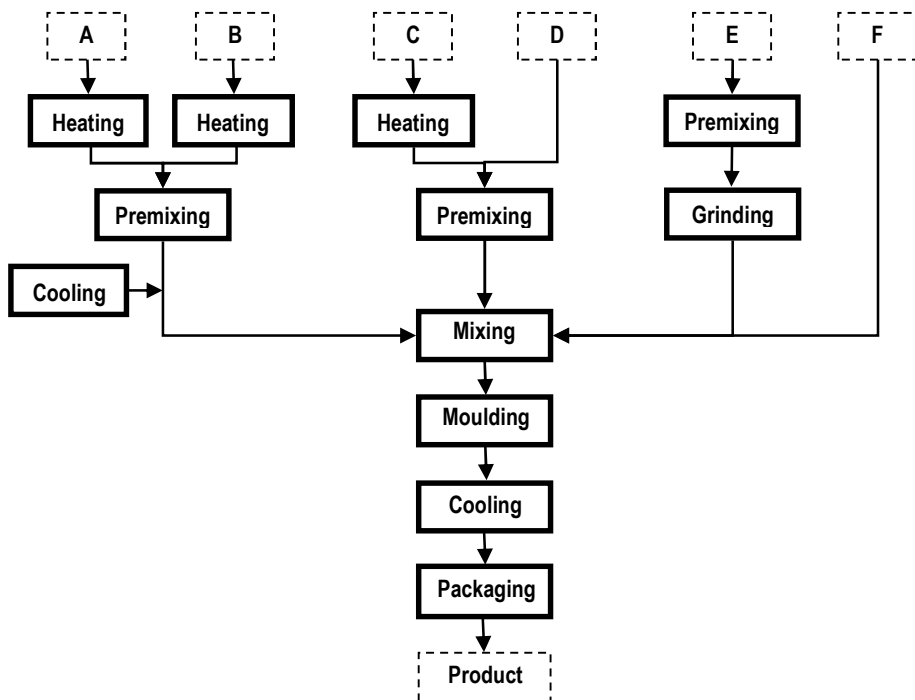 A
B
C
D
E
F
Heating
Heating
Heating
Premixing
Premixing
Premixing
Grinding
Cooling
Mixing
Moulding
Cooling
Packaging
Product